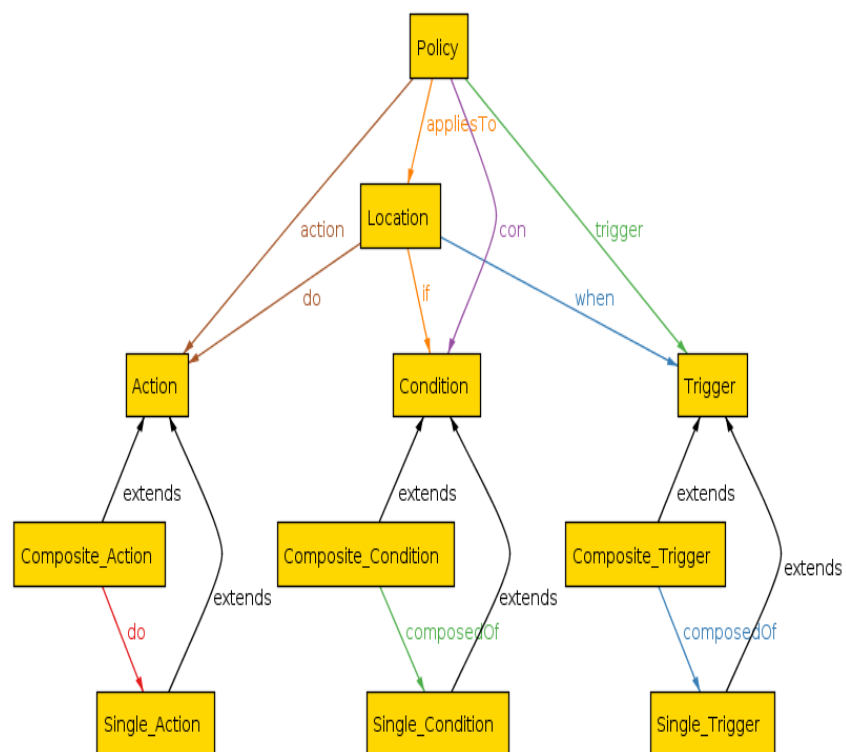 Policy
appliesTo
Location
action
con
trigger
do
if
when
Action
Condition
Trigger
extends
extends
extends
Composite_Action
Composite_Condition
Composite_Trigger
extends
extends
extends
do
composedOf
composedOf
Single_Action
Single_Condition
Single_Trigger